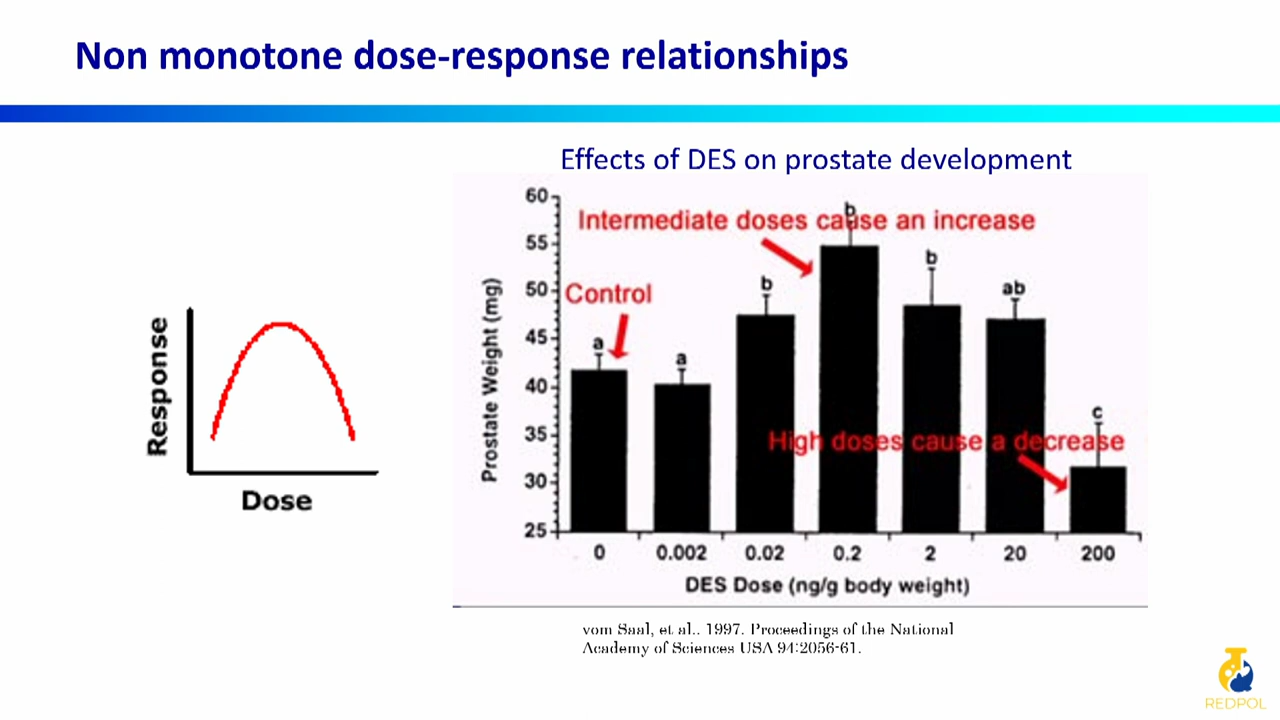 Non monotone dose-response relationships
Effects of DES on prostate development
Response
Dose
Prostate Weight (mg)
60
55
50
45
40
35
30
25
Intermediate doses cause an increase
Control
High doses cause a decrease
a
a
b
b
b
ab
c
0 0.002 0.02 0.2 2 20 200
DES Dose (ng/g body weight)
vom Saal, et al.. 1997. Proceedings of the National
Academy of Sciences USA 94:2056-61.
REDPOL